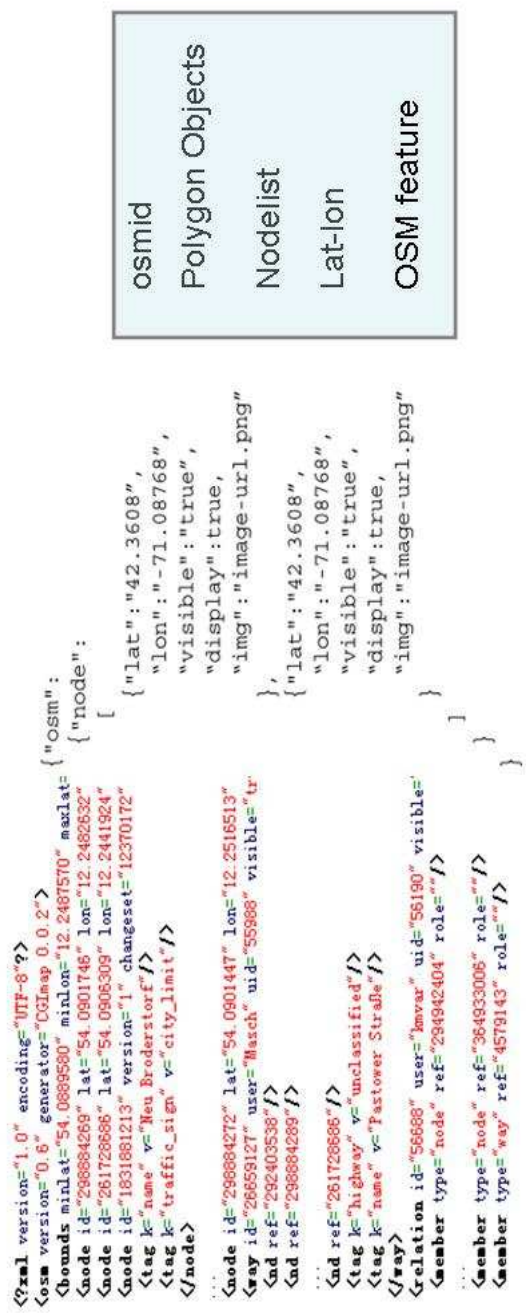 <?xml version="1.0" encoding="UTF-8"?>
<osm version="0.6" generator="CGImap 0.0.2">
<bounds minlat="54.0889580" minlon="12.2487570" maxlat=
<node id="298884269" lat="54.0901746" lon="12.2482632"
<node id="261728686" lat="54.0906309" lon="12.2441924"
<node id="1831881213" version="1" changeset="12370172"
<tag k="name" v="Neu Broderstorf"/>
<tag k="traffic_sign" v="city_limit"/>
</node>
...
<node id="298884272" lat="54.0901447" lon="12.2516513"
<way id="26659127" user="Masch" uid="55988" visible="tr
<nd ref="292403538"/>
<nd ref="298884289"/>
...
<nd ref="261728686"/>
<tag k="highway" v="unclassified"/>
<tag k="name" v="Pastower Straße"/>
</way>
<relation id="56688" user="kmvar" uid="56190" visible='
<member type="node" ref="294942404" role=""/>
...
<member type="node" ref="364933006" role=""/>
<member type="way" ref="4579143" role=""/>
{"osm":
{"node":
[
{"lat":"42.3608",
"lon":"-71.08768",
"visible":"true",
"display":true,
"img":"image-url.png"
},
{"lat":"42.3608",
"lon":"-71.08768",
"visible":"true",
"display":true,
"img":"image-url.png"
}
]
}
}
osmid
Polygon Objects
Nodelist
Lat-lon
OSM feature